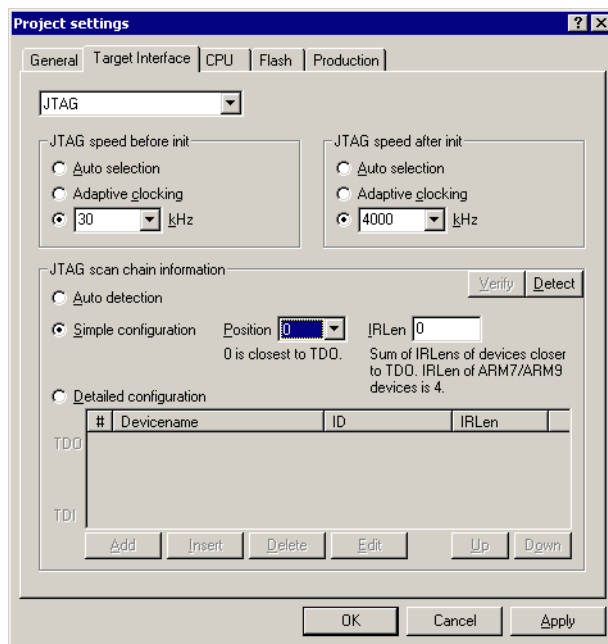 Project settings
General Target Interface CPU Flash Production
JTAG
JTAG speed before init
Auto selection
Adaptive clocking
30 kHz
JTAG speed after init
Auto selection
Adaptive clocking
4000 kHz
JTAG scan chain information
Verify Detect
Auto detection
Simple configuration Position 0 IRLen 0
0 is closest to TDO.
Sum of IRLens of devices closer
to TDO. IRLen of ARM7/ARM9
devices is 4.
Detailed configuration
# Devicename ID IRLen
TDO
TDI
Add Insert Delete Edit Up Down
OK Cancel Apply